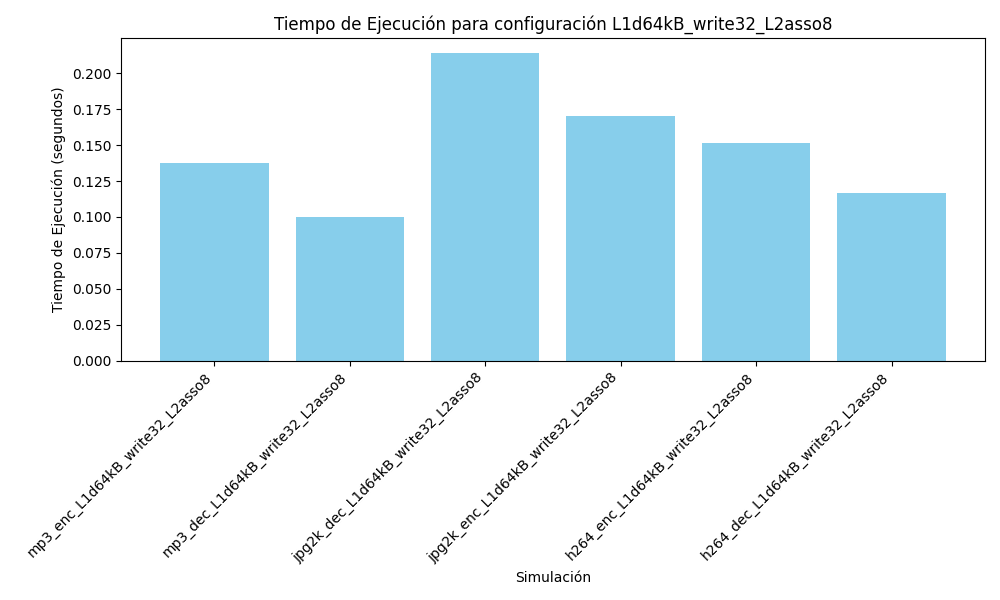 Tiempo de Ejecución para configuración L1d64kB_write32_L2asso8
Tiempo de Ejecución (segundos)
0.200
0.175
0.150
0.125
0.100
0.075
0.050
0.025
0.000
mp3_enc_L1d64kB_write32_L2asso8
mp3_dec_L1d64kB_write32_L2asso8
jpg2k_dec_L1d64kB_write32_L2asso8
jpg2k_enc_L1d64kB_write32_L2asso8
h264_enc_L1d64kB_write32_L2asso8
h264_dec_L1d64kB_write32_L2asso8
Simulación